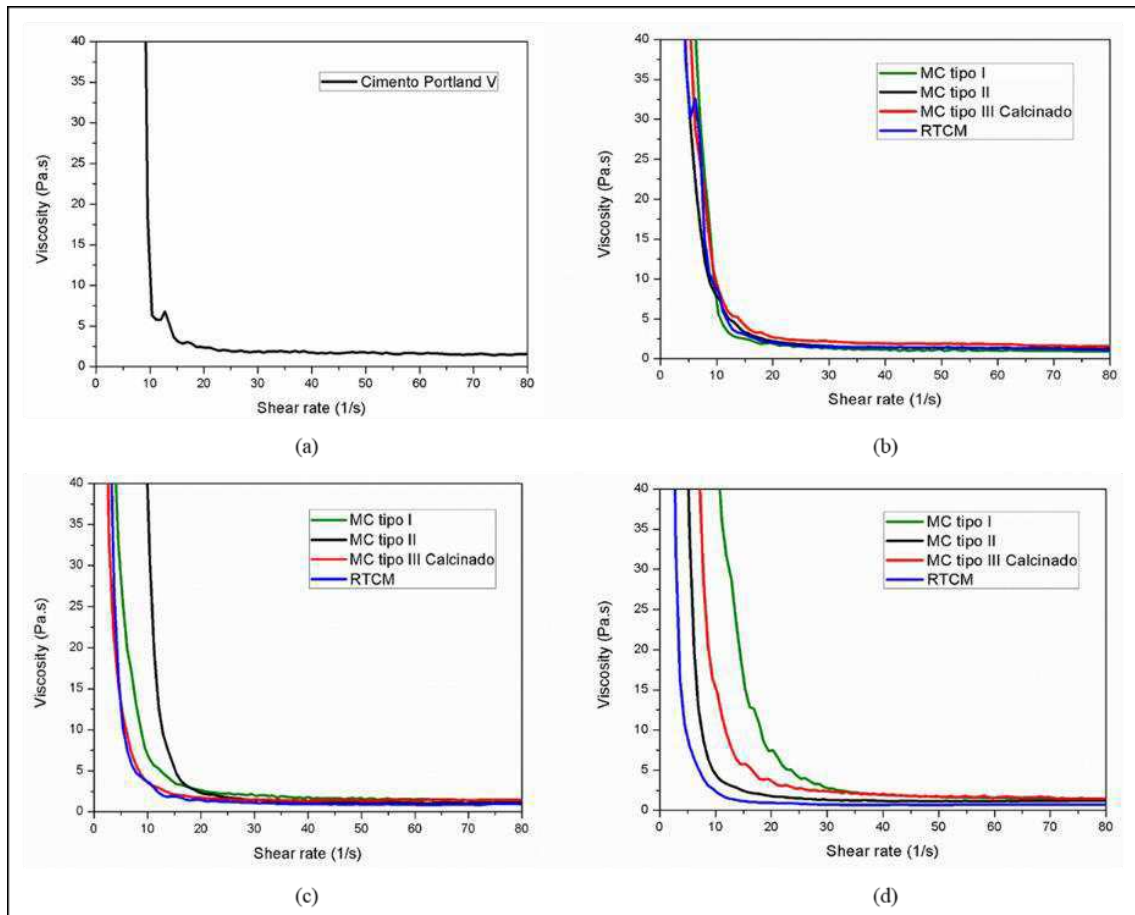 40
35
30
25
20
15
10
5
0
Viscosity (Pa.s)
Cimento Portland V
0 10 20 30 40 50 60 70 80
Shear rate (1/s)
(a)
40
35
30
25
20
15
10
5
0
Viscosity (Pa.s)
MC tipo I
MC tipo II
MC tipo III Calcinado
RTCM
0 10 20 30 40 50 60 70 80
Shear rate (1/s)
(b)
40
35
30
25
20
15
10
5
0
Viscosity (Pa.s)
MC tipo I
MC tipo II
MC tipo III Calcinado
RTCM
0 10 20 30 40 50 60 70 80
Shear rate (1/s)
(c)
40
35
30
25
20
15
10
5
0
Viscosity (Pa.s)
MC tipo I
MC tipo II
MC tipo III Calcinado
RTCM
0 10 20 30 40 50 60 70 80
Shear rate (1/s)
(d)